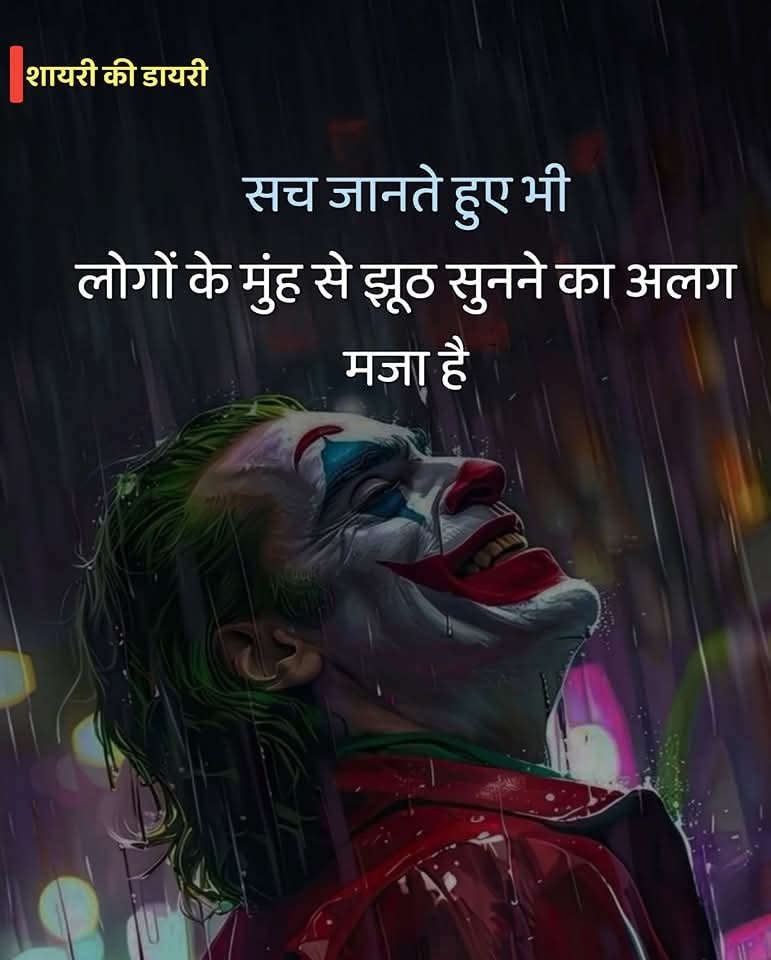 शायरी की डायरी
सच जानते हुए भी
लोगों के मुंह से झूठ सुनने का अलग
मजा है